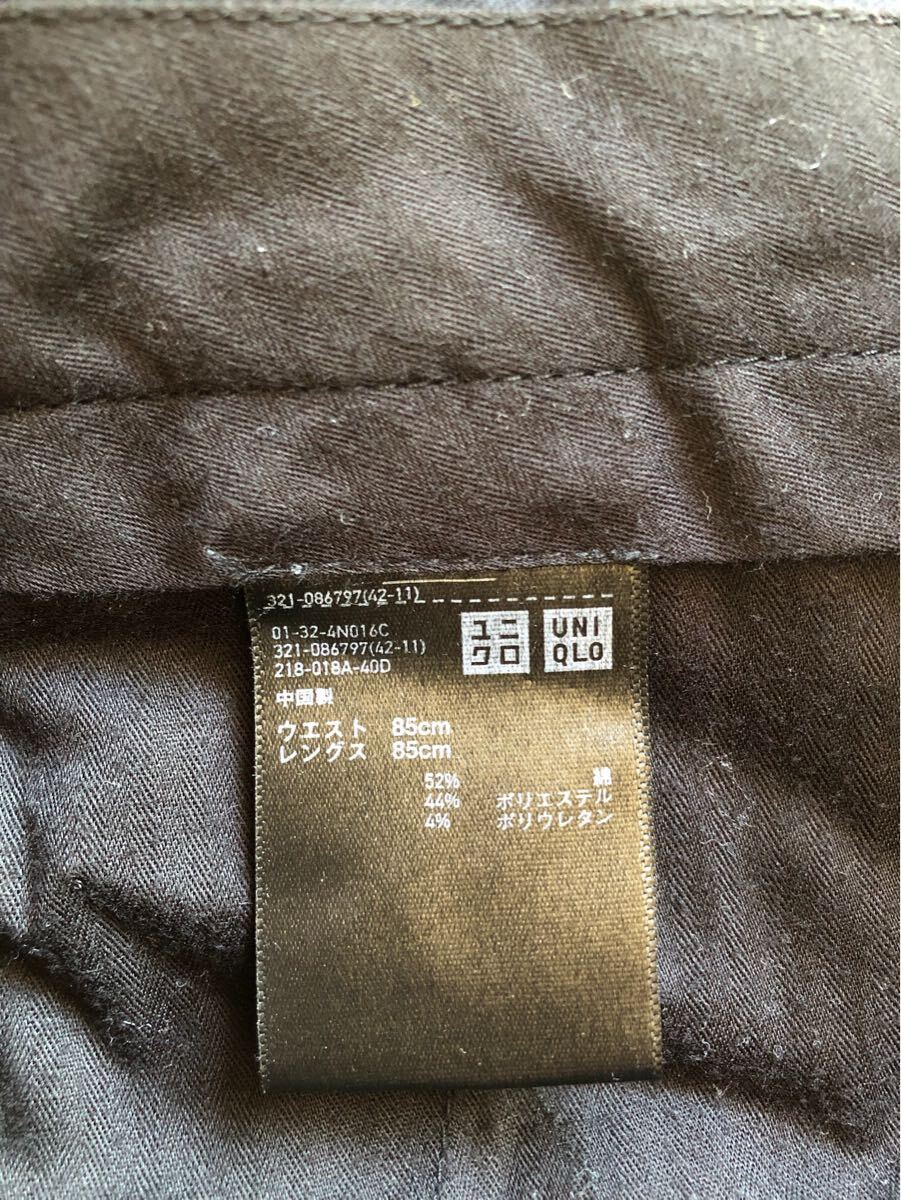 321-086797(42-11)
01-32-4N016C
321-086797(42-11)
218-018A-40D
ユニ
クロ
UNI
QLO
中国製
ウエスト 85cm
レングス 85cm
52% 綿
44% ポリエステル
4% ポリウレタン